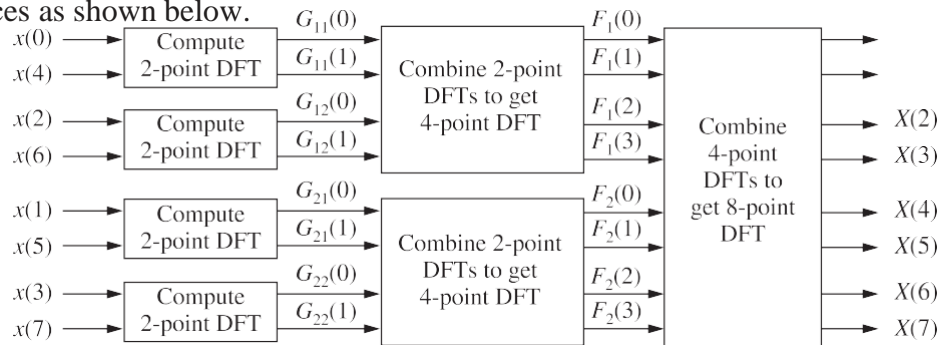 ces as shown below.
x(0)
x(4)
x(2)
x(6)
x(1)
x(5)
x(3)
x(7)
Compute
2-point DFT
Compute
2-point DFT
Compute
2-point DFT
Compute
2-point DFT
G₁₁(0)
G₁₁(1)
G₁₂(0)
G₁₂(1)
G₂₁(0)
G₂₁(1)
G₂₂(0)
G₂₂(1)
Combine 2-point
DFTs to get
4-point DFT
Combine 2-point
DFTs to get
4-point DFT
F₁(0)
F₁(1)
F₁(2)
F₁(3)
F₂(0)
F₂(1)
F₂(2)
F₂(3)
Combine
4-point
DFTs to
get 8-point
DFT
X(2)
X(3)
X(4)
X(5)
X(6)
X(7)